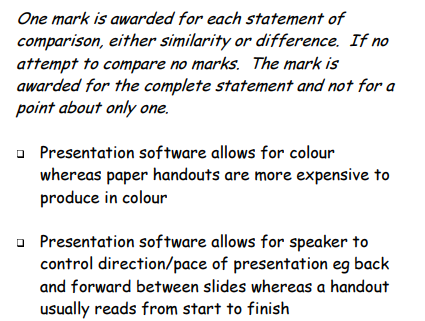 One mark is awarded for each statement of
comparison, either similarity or difference. If no
attempt to compare no marks. The mark is
awarded for the complete statement and not for a
point about only one.
Presentation software allows for colour
whereas paper handouts are more expensive to
produce in colour
Presentation software allows for speaker to
control direction/pace of presentation eg back
and forward between slides whereas a handout
usually reads from start to finish